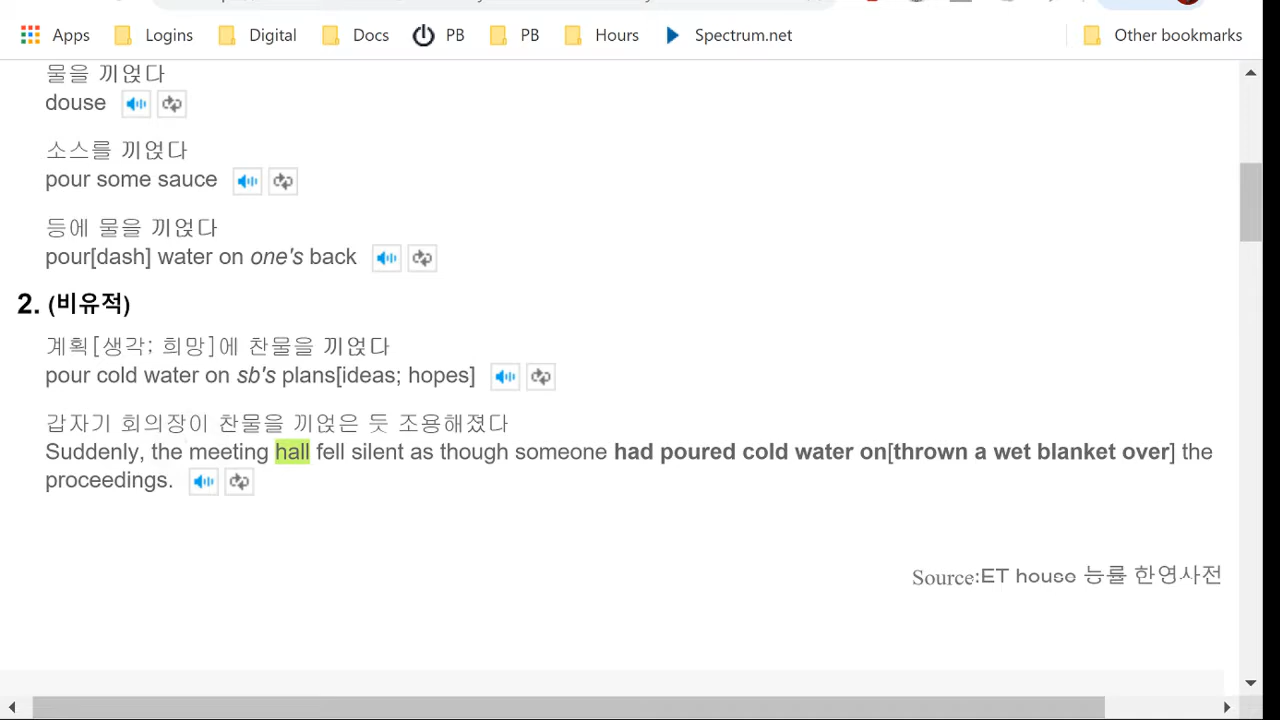 Apps Logins Digital Docs PB PB Hours Spectrum.net Other bookmarks
물을 끼얹다
douse
소스를 끼얹다
pour some sauce
등에 물을 끼얹다
pour[dash] water on one's back
2. (비유적)
계획[생각; 희망]에 찬물을 끼얹다
pour cold water on sb's plans[ideas; hopes]
갑자기 회의장이 찬물을 끼얹은 듯 조용해졌다
Suddenly, the meeting hall fell silent as though someone had poured cold water on[thrown a wet blanket over] the
proceedings.
Source:ET house 능률 한영사전